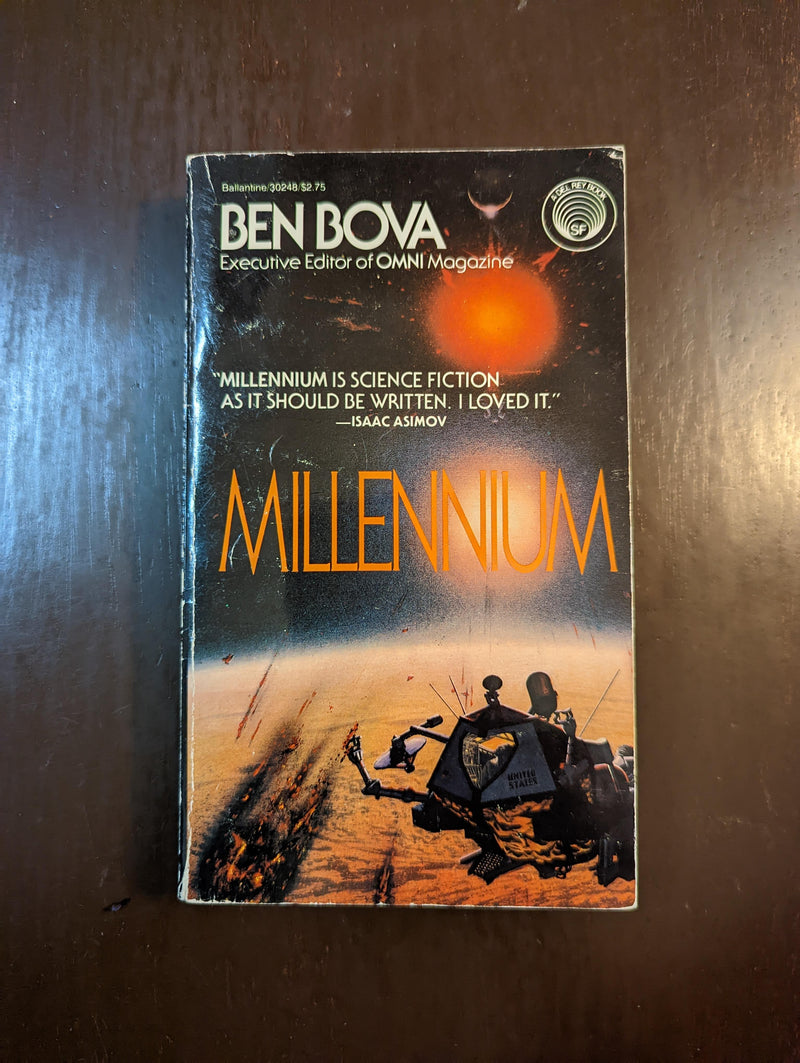 Ballantine/30248/$2.75
A DEL REY BOOK
SF
BEN BOVA
Executive Editor of OMNI Magazine
"MILLENNIUM IS SCIENCE FICTION
AS IT SHOULD BE WRITTEN. I LOVED IT."
—ISAAC ASIMOV
MILLENNIUM
UNITED
STATES